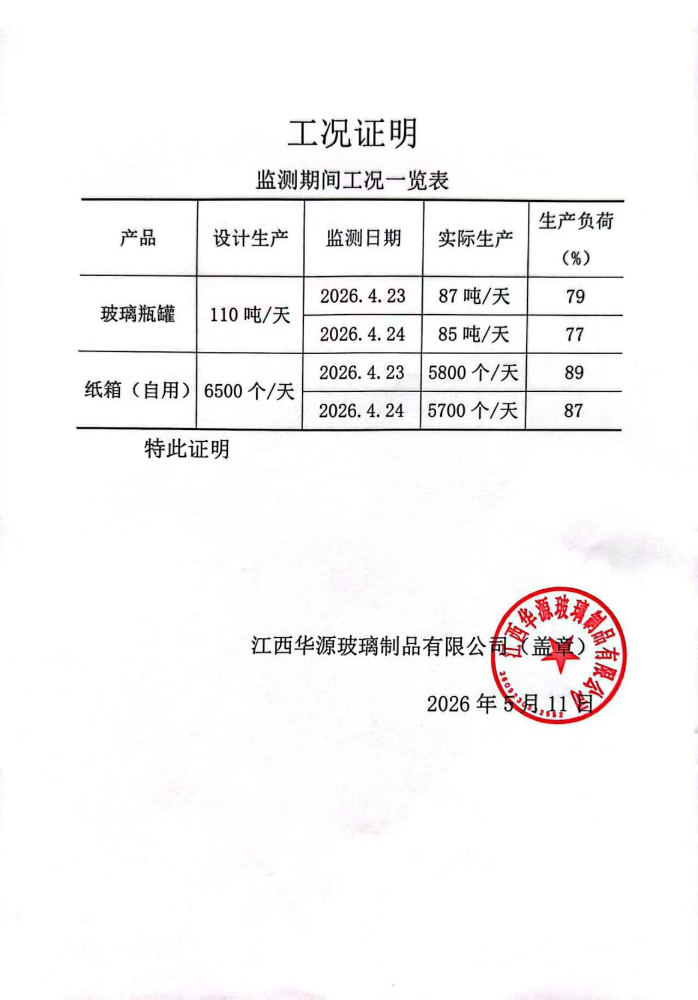 工况证明
监测期间工况一览表
产品 设计生产 监测日期 实际生产 生产负荷（%）
玻璃瓶罐 110 吨/天 2026.4.23 87 吨/天 79
2026.4.24 85 吨/天 77
纸箱（自用） 6500 个/天 2026.4.23 5800 个/天 89
2026.4.24 5700 个/天 87
特此证明
江西华源玻璃制品有限公司（盖章）
2026 年 5 月 11 日
江西华源玻璃制品有限公司